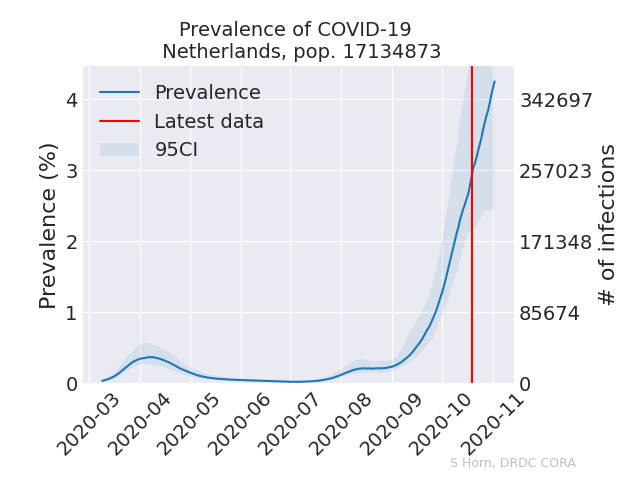 Prevalence of COVID-19
Netherlands, pop. 17134873
Prevalence
Latest data
95CI
Prevalence (%)
4
3
2
1
0
# of infections
342697
257023
171348
85674
0
2020-03
2020-04
2020-05
2020-06
2020-07
2020-08
2020-09
2020-10
2020-11
S Horn, DRDC CORA